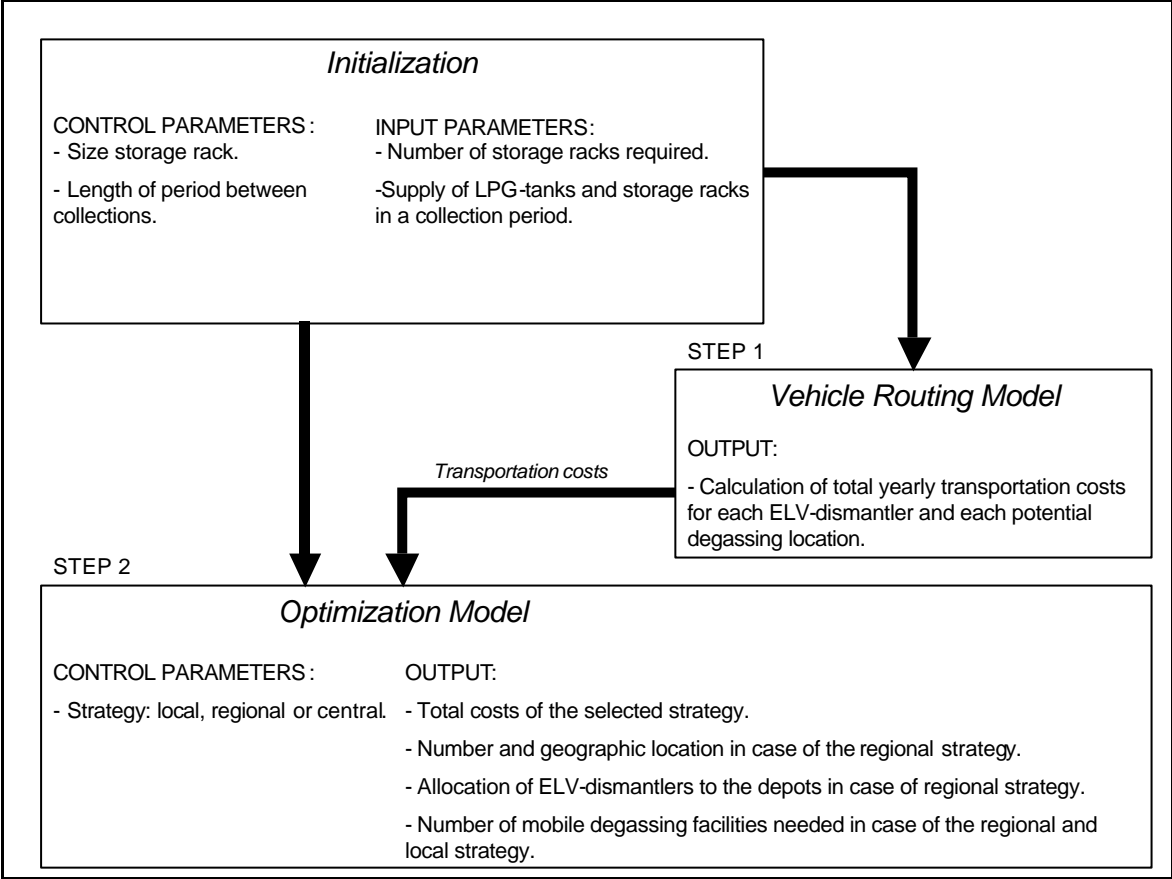 Initialization
CONTROL PARAMETERS :
- Size storage rack.
- Length of period between
collections.
INPUT PARAMETERS:
- Number of storage racks required.
-Supply of LPG-tanks and storage racks
in a collection period.
STEP 1
Vehicle Routing Model
OUTPUT:
- Calculation of total yearly transportation costs
for each ELV-dismantler and each potential
degassing location.
Transportation costs
STEP 2
Optimization Model
CONTROL PARAMETERS :
- Strategy: local, regional or central.
OUTPUT:
- Total costs of the selected strategy.
- Number and geographic location in case of the regional strategy.
- Allocation of ELV-dismantlers to the depots in case of regional strategy.
- Number of mobile degassing facilities needed in case of the regional and
local strategy.